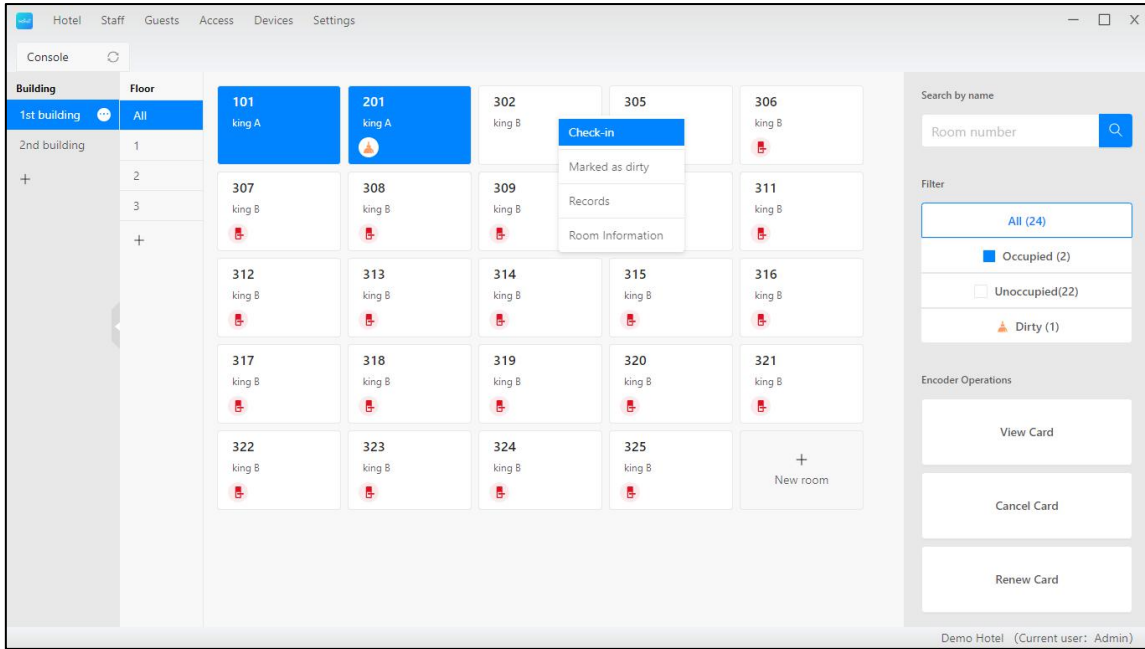 Hotel Staff Guests Access Devices Settings
Console
Building
1st building
2nd building
+
Floor
All
1
2
3
+
101
king A
201
king A
302
king B
305
306
king B
Check-in
Marked as dirty
Records
Room Information
307
king B
308
king B
309
king B
311
king B
312
king B
313
king B
314
king B
315
king B
316
king B
317
king B
318
king B
319
king B
320
king B
321
king B
322
king B
323
king B
324
king B
325
king B
+
New room
Search by name
Room number
Filter
All (24)
Occupied (2)
Unoccupied(22)
Dirty (1)
Encoder Operations
View Card
Cancel Card
Renew Card
Demo Hotel (Current user: Admin)